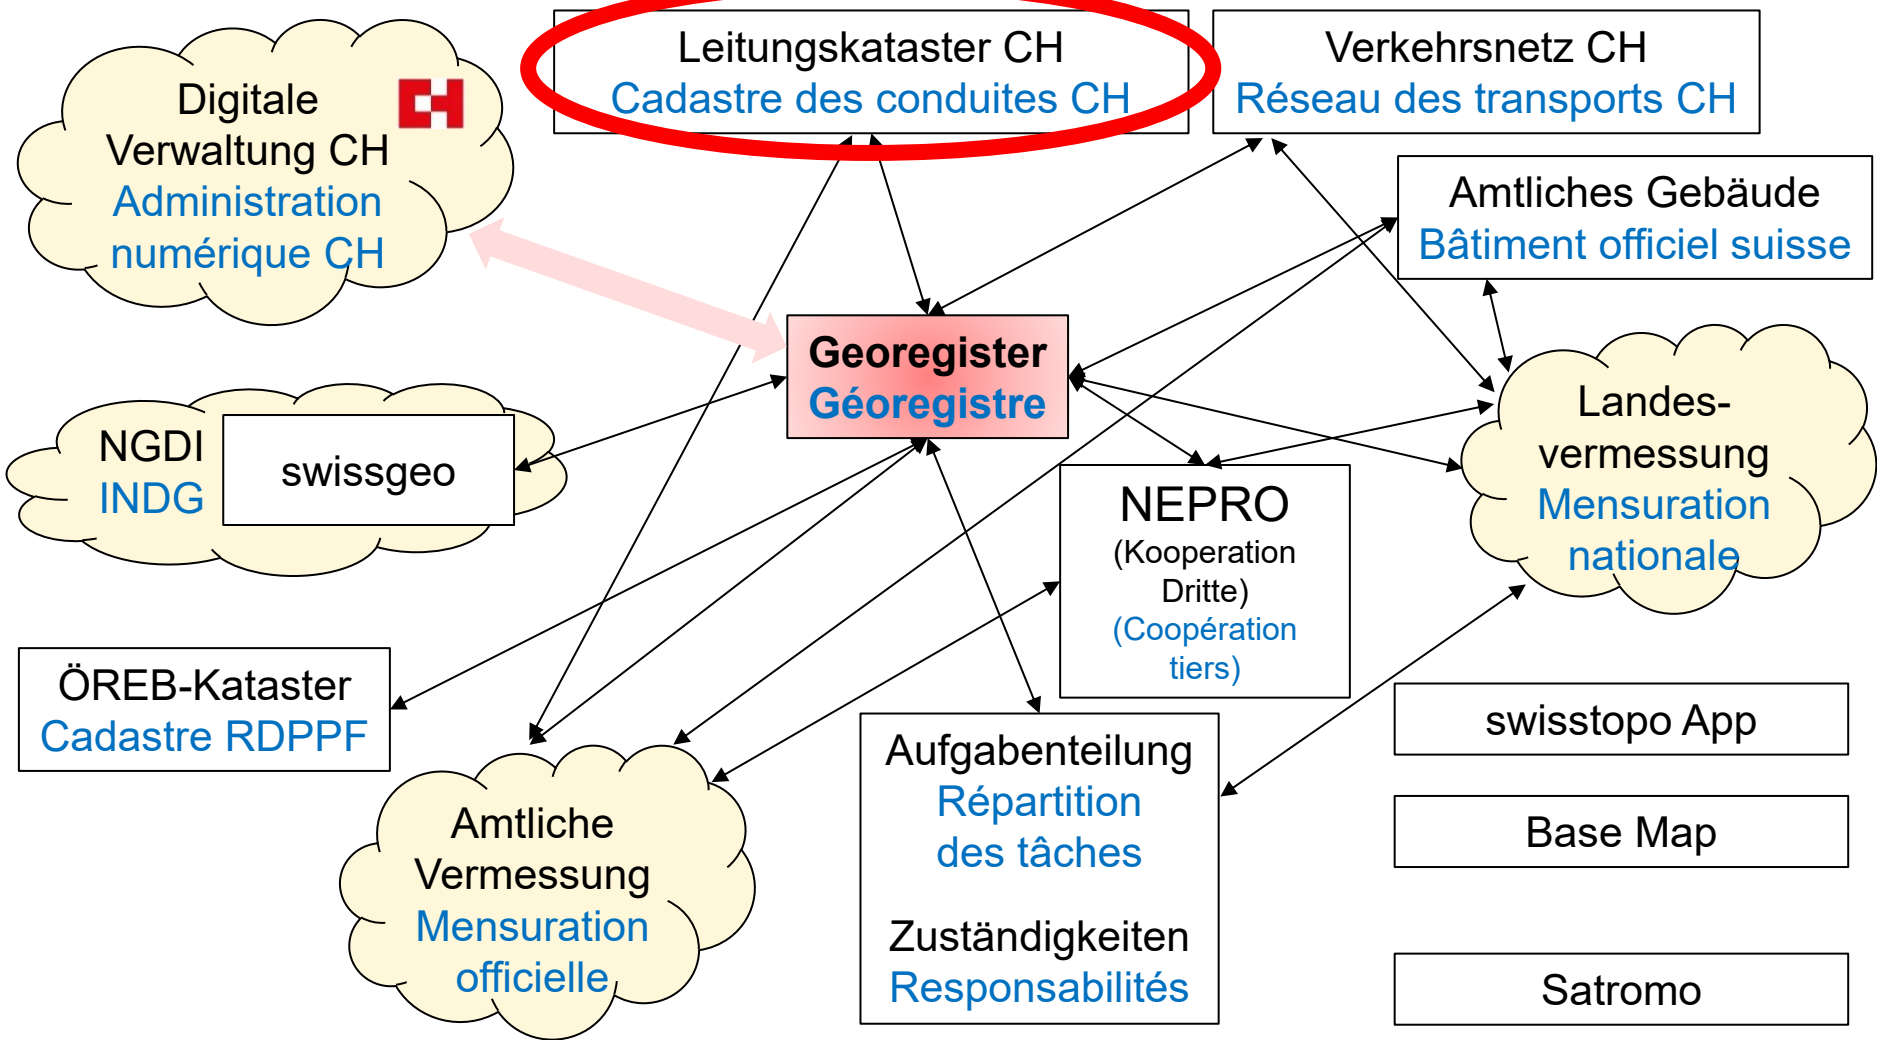 Leitungskataster CH
Cadastre des conduites CH
Verkehrsnetz CH
Réseau des transports CH
Digitale
Verwaltung CH
Administration
numérique CH
Amtliches Gebäude
Bâtiment officiel suisse
Georegister
Géoregistre
NGDI
INDG
swissgeo
Landes-
vermessung
Mensuration
nationale
NEPRO
(Kooperation
Dritte)
(Coopération
tiers)
ÖREB-Kataster
Cadastre RDPPF
Amtliche
Vermessung
Mensuration
officielle
Aufgabenteilung
Répartition
des tâches
Zuständigkeiten
Responsabilités
swisstopo App
Base Map
Satromo